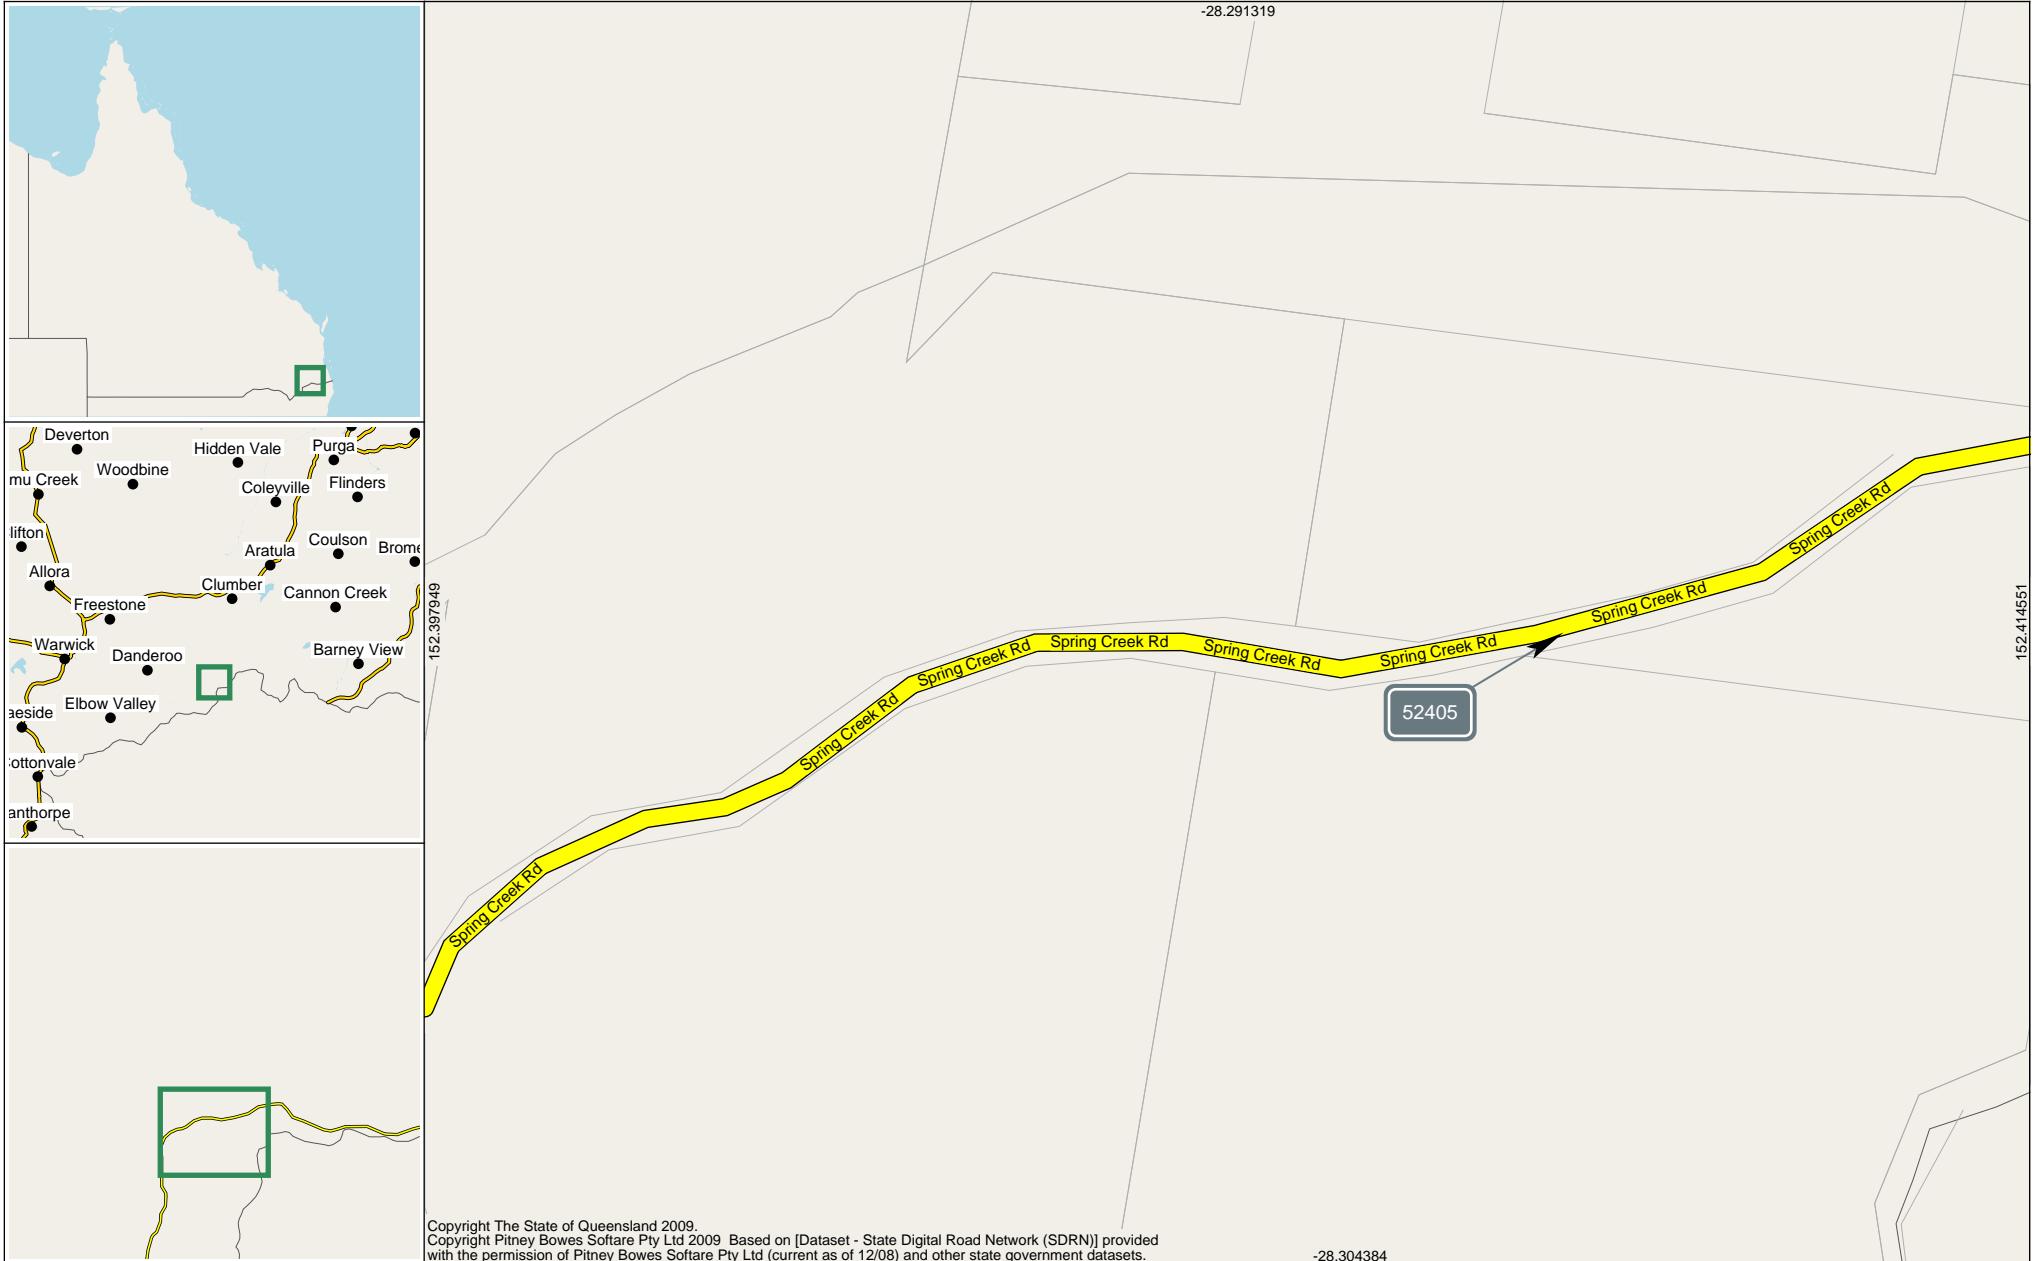 -28.291319
Deverton
Hidden Vale
Purga
Woodbine
mu Creek
Coleyville
Flinders
lifton
Coulson
Brome
Aratula
Allora
Clumber
Cannon Creek
Freestone
Warwick
Danderoo
Barney View
Elbow Valley
aeside
ottonvale
anthorpe
152.397949
152.414551
Spring Creek Rd
Spring Creek Rd
Spring Creek Rd
Spring Creek Rd
Spring Creek Rd
Spring Creek Rd
Spring Creek Rd
Spring Creek Rd
52405
Copyright The State of Queensland 2009.
Copyright Pitney Bowes Softare Pty Ltd 2009 Based on [Dataset - State Digital Road Network (SDRN)] provided
with the permission of Pitney Bowes Softare Pty Ltd (current as of 12/08) and other state government datasets.
-28.304384